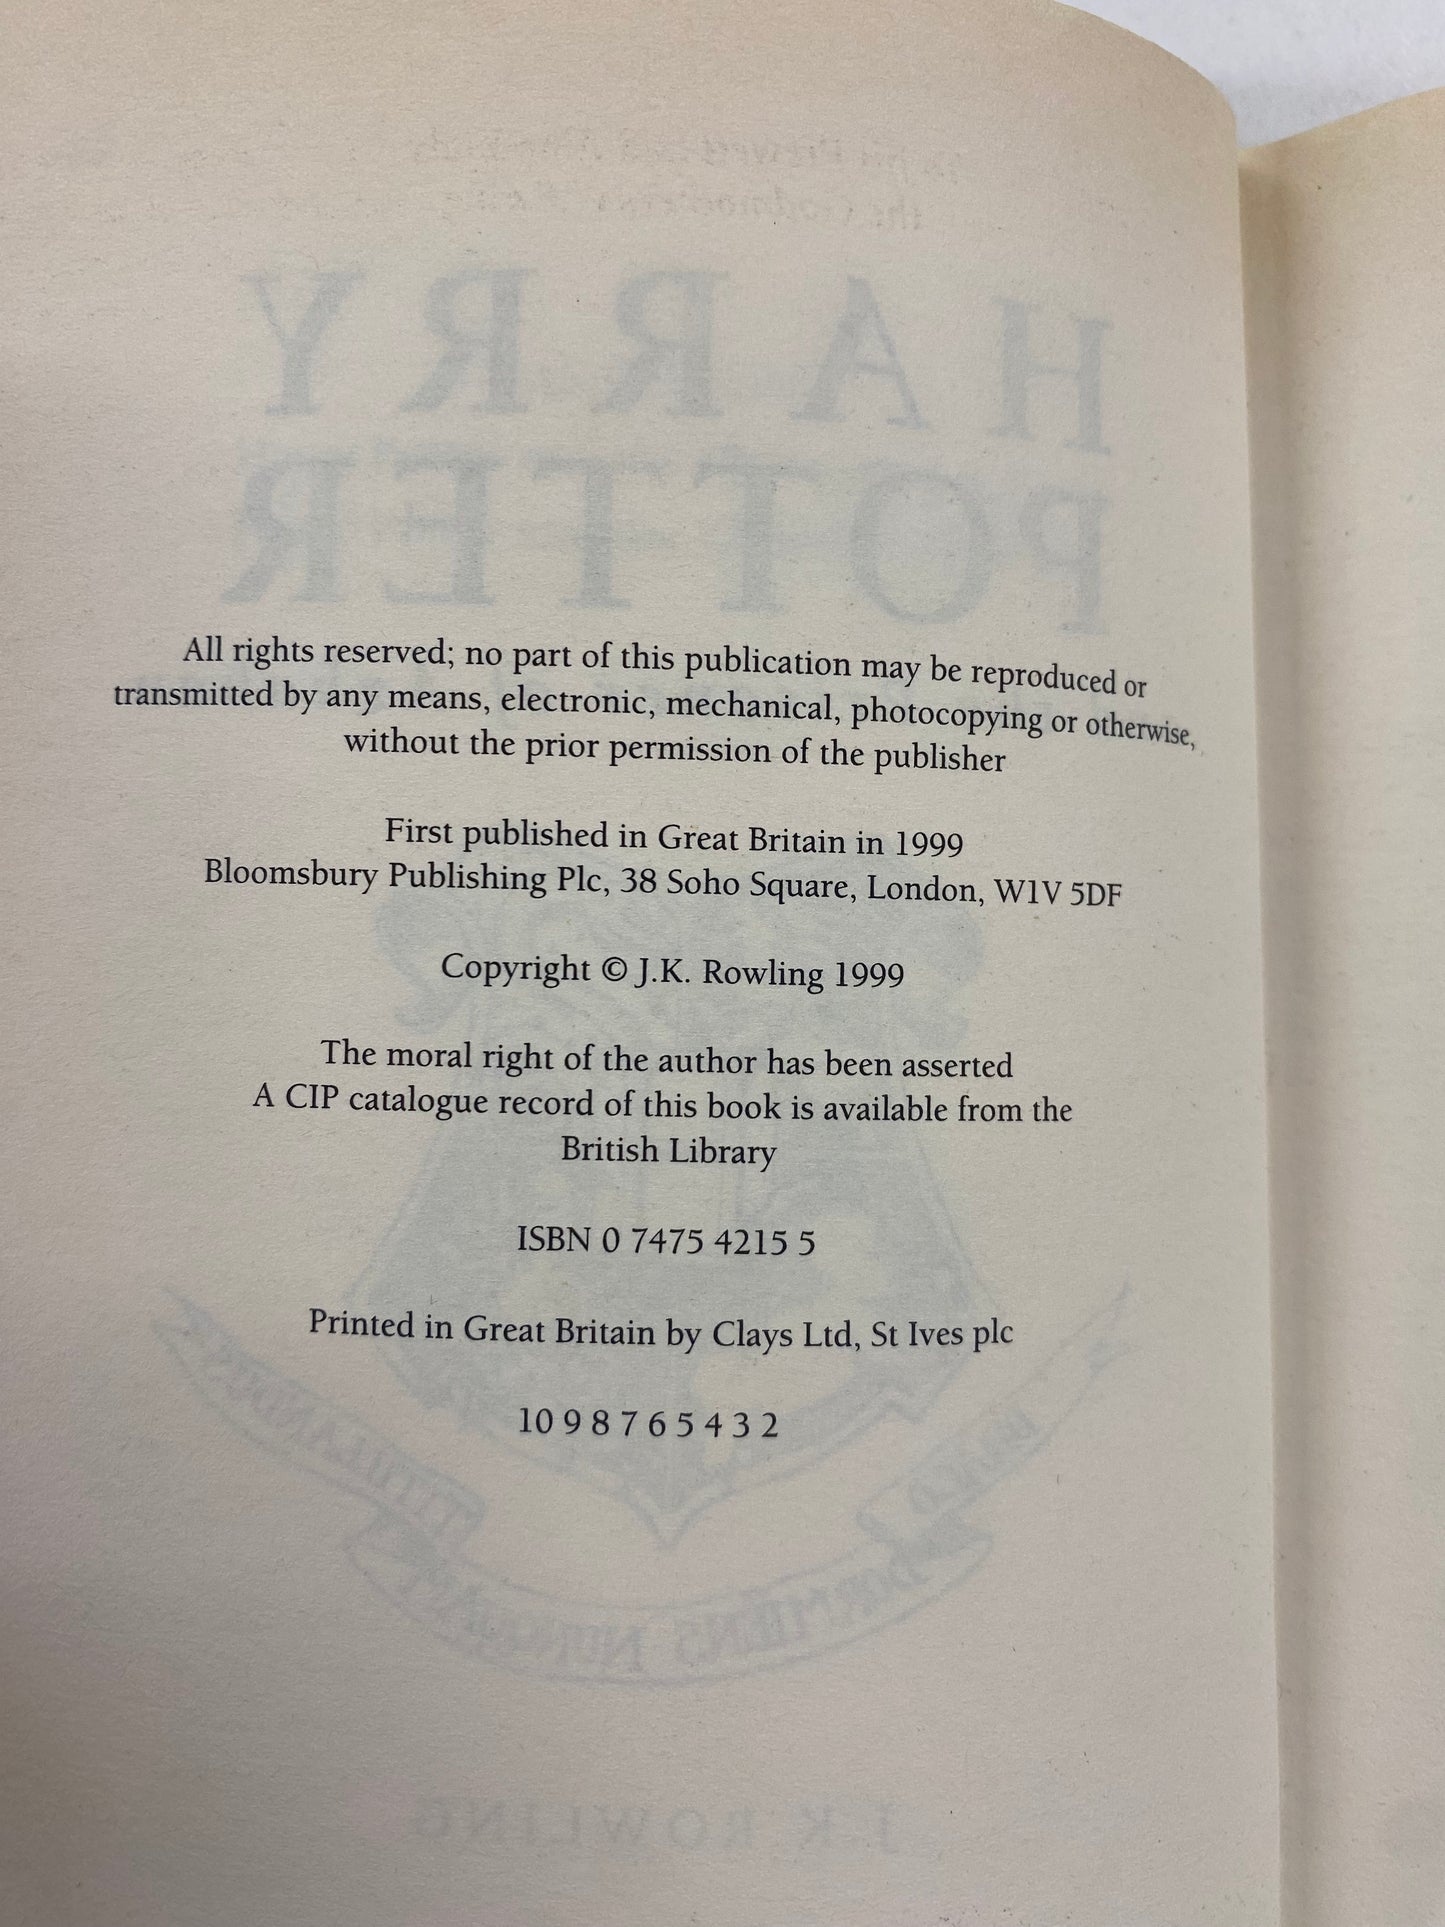 All rights reserved; no part of this publication may be reproduced or
transmitted by any means, electronic, mechanical, photocopying or otherwise,
without the prior permission of the publisher
First published in Great Britain in 1999
Bloomsbury Publishing Plc, 38 Soho Square, London, W1V 5DF
Copyright © J.K. Rowling 1999
The moral right of the author has been asserted
A CIP catalogue record of this book is available from the
British Library
ISBN 0 7475 4215 5
Printed in Great Britain by Clays Ltd, St Ives plc
10 9 8 7 6 5 4 3 2